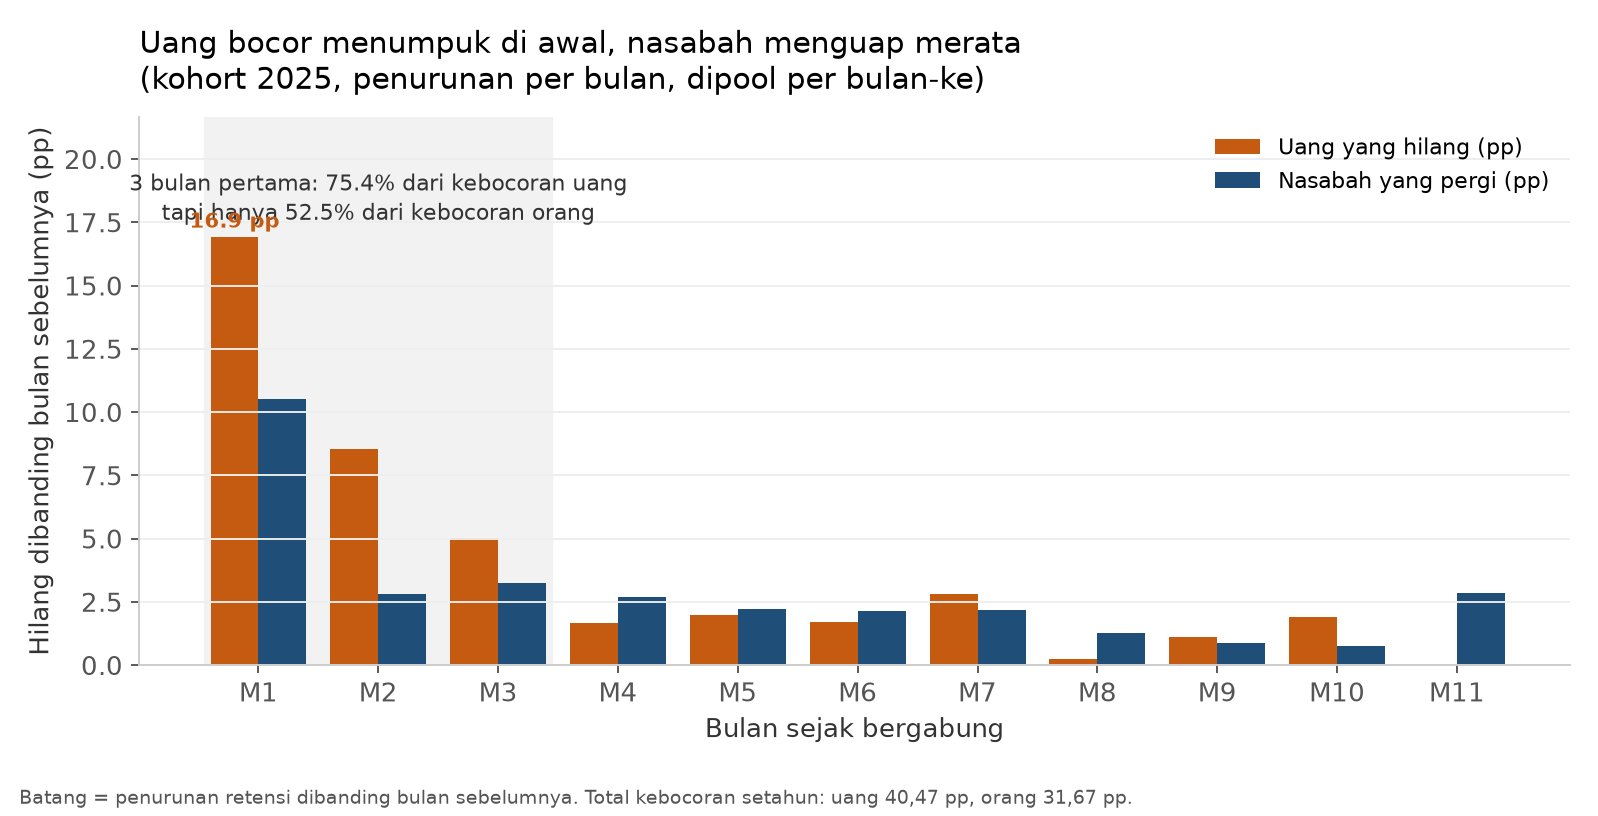 Uang bocor menumpuk di awal, nasabah menguap merata
(kohort 2025, penurunan per bulan, dipool per bulan-ke)
Hilang dibanding bulan sebelumnya (pp)
20.0
17.5
15.0
12.5
10.0
7.5
5.0
2.5
0.0
3 bulan pertama: 75.4% dari kebocoran uang
tapi hanya 52.5% dari kebocoran orang
16.9 pp
Uang yang hilang (pp)
Nasabah yang pergi (pp)
M1 M2 M3 M4 M5 M6 M7 M8 M9 M10 M11
Bulan sejak bergabung
Batang = penurunan retensi dibanding bulan sebelumnya. Total kebocoran setahun: uang 40,47 pp, orang 31,67 pp.